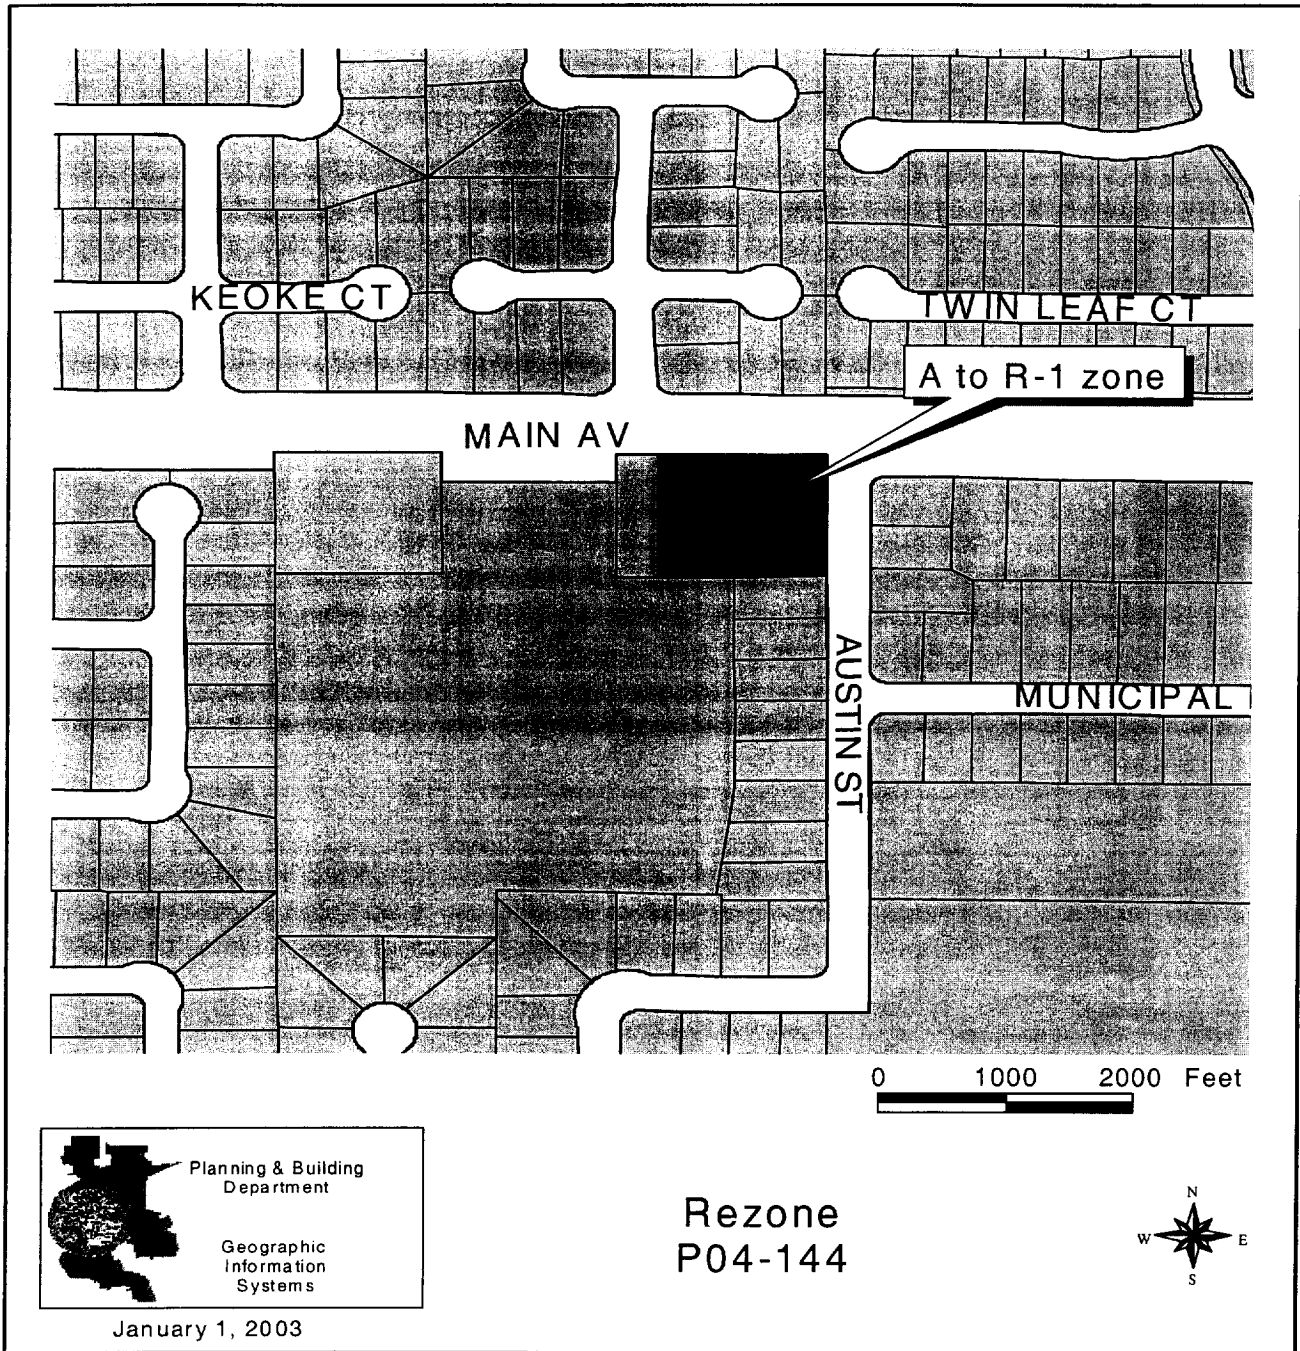 KEOKE CT
TWIN LEAF CT
A to R-1 zone
MAIN AV
AUSTIN ST
MUNICIPAL
0 1000 2000 Feet
Planning & Building
Department
Geographic
Information
Systems
Rezone
P04-144
N
W E
S
January 1, 2003